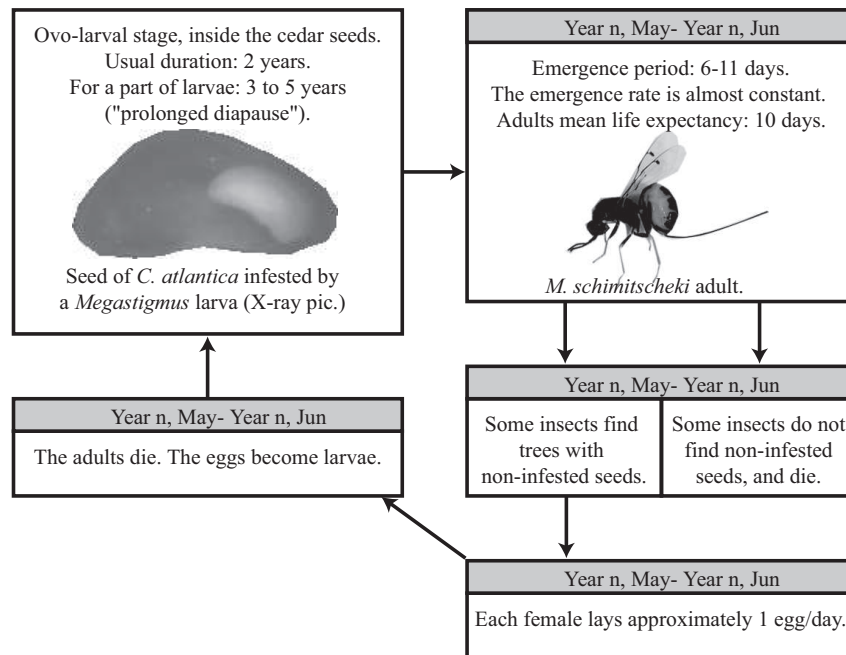 Ovo-larval stage, inside the cedar seeds.
Usual duration: 2 years.
For a part of larvae: 3 to 5 years
("prolonged diapause").
Seed of C. atlantica infested by
a Megastigmus larva (X-ray pic.)
Year n, May- Year n, Jun
Emergence period: 6-11 days.
The emergence rate is almost constant.
Adults mean life expectancy: 10 days.
M. schimitscheki adult.
Year n, May- Year n, Jun
Some insects find
trees with
non-infested seeds.
Some insects do not
find non-infested
seeds, and die.
Year n, May- Year n, Jun
Each female lays approximately 1 egg/day.
Year n, May- Year n, Jun
The adults die. The eggs become larvae.